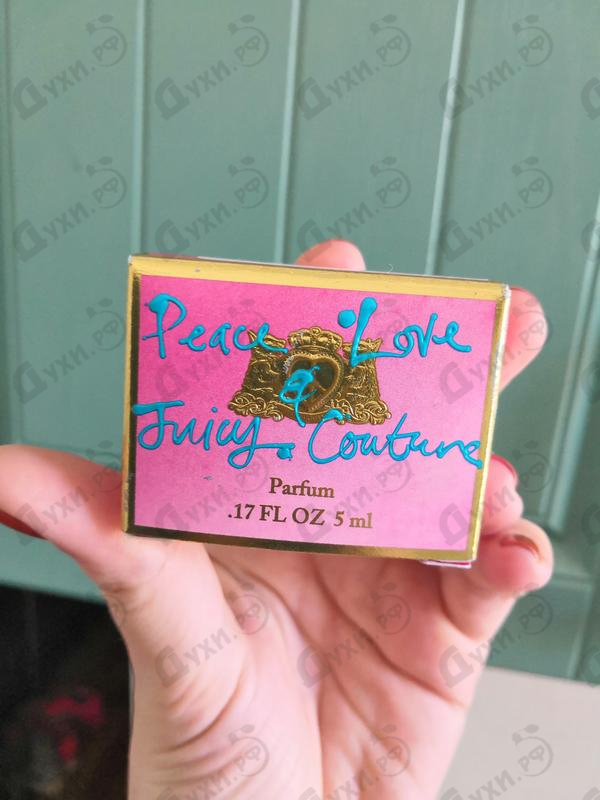 Peace, Love
&
Juicy Couture
Parfum
.17 FL OZ 5 ml
Духи.РФ